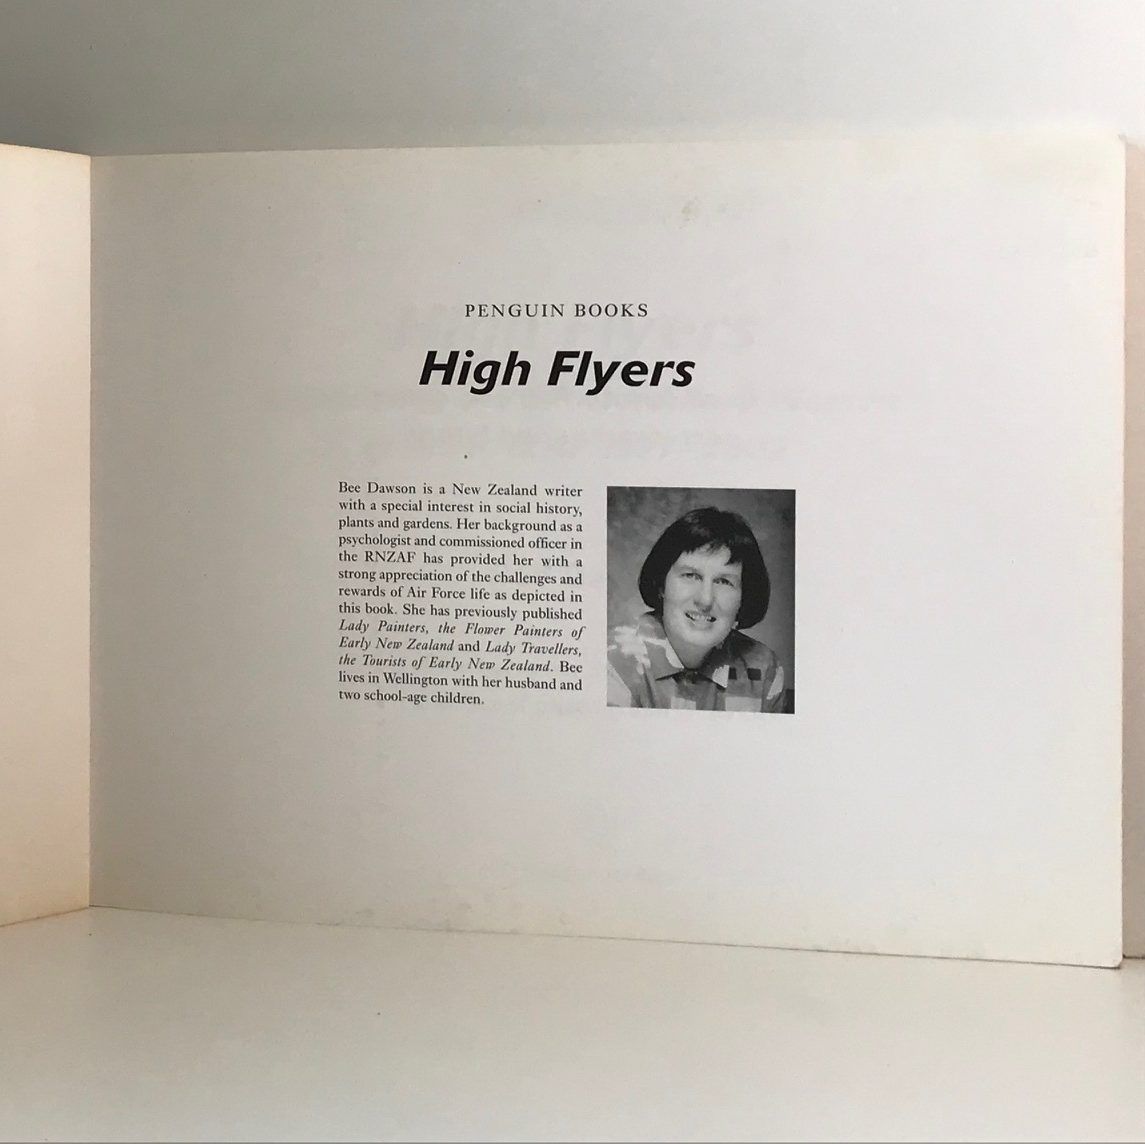 PENGUIN BOOKS
High Flyers
Bee Dawson is a New Zealand writer
with a special interest in social history,
plants and gardens. Her background as a
psychologist and commissioned officer in
the RNZAF has provided her with a
strong appreciation of the challenges and
rewards of Air Force life as depicted in
this book. She has previously published
Lady Painters, the Flower Painters of
Early New Zealand and Lady Travellers,
the Tourists of Early New Zealand. Bee
lives in Wellington with her husband and
two school-age children.